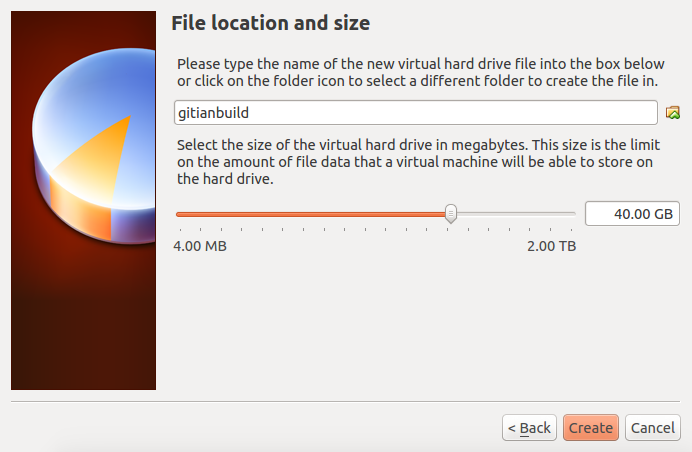 File location and size
Please type the name of the new virtual hard drive file into the box below
or click on the folder icon to select a different folder to create the file in.
gitianbuild
Select the size of the virtual hard drive in megabytes. This size is the limit
on the amount of file data that a virtual machine will be able to store on
the hard drive.
40.00 GB
4.00 MB 2.00 TB
< Back Create Cancel